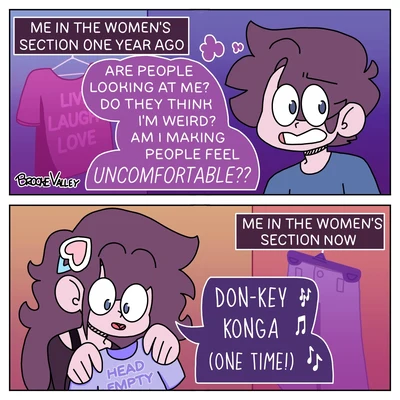 ME IN THE WOMEN'S
SECTION ONE YEAR AGO
LIVE
LAUGH
LOVE
ARE PEOPLE
LOOKING AT ME?
DO THEY THINK
I'M WEIRD?
AM I MAKING
PEOPLE FEEL
UNCOMFORTABLE??
BROOKEVALLEY
ME IN THE WOMEN'S
SECTION NOW
DON-KEY
KONGA
(ONE TIME!)
HEAD
EMPTY